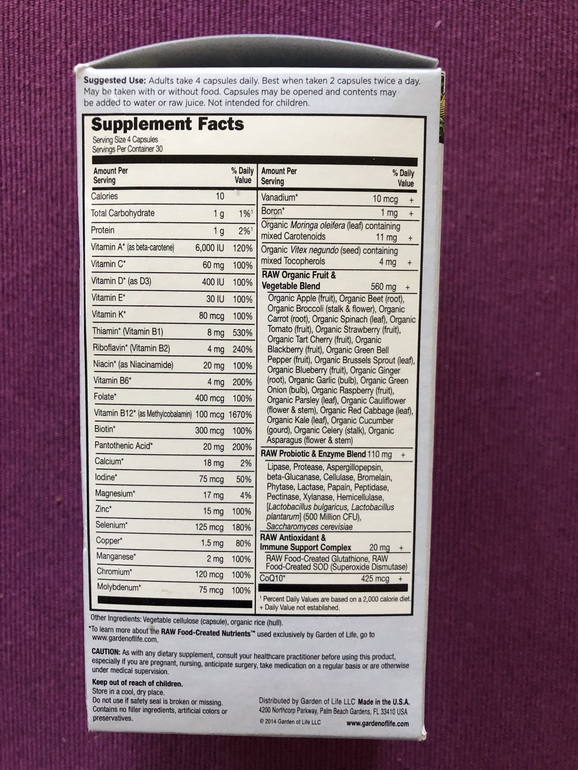 Suggested Use: Adults take 4 capsules daily. Best when taken 2 capsules twice a day.
May be taken with or without food. Capsules may be opened and contents may
be added to water or raw juice. Not intended for children.
Supplement Facts
Serving Size 4 Capsules
Servings Per Container 30
Amount Per Serving % Daily Value
Calories 10
Total Carbohydrate 1 g 1%¹
Protein 1 g 2%¹
Vitamin A* (as beta-carotene) 6,000 IU 120%
Vitamin C* 60 mg 100%
Vitamin D* (as D3) 400 IU 100%
Vitamin E* 30 IU 100%
Vitamin K* 80 mcg 100%
Thiamin* (Vitamin B1) 8 mg 530%
Riboflavin* (Vitamin B2) 4 mg 240%
Niacin* (as Niacinamide) 20 mg 100%
Vitamin B6* 4 mg 200%
Folate* 400 mcg 100%
Vitamin B12* (as Methylcobalamin) 100 mcg 1670%
Biotin* 300 mcg 100%
Pantothenic Acid* 20 mg 200%
Calcium* 18 mg 2%
Iodine* 75 mcg 50%
Magnesium* 17 mg 4%
Zinc* 15 mg 100%
Selenium* 125 mcg 180%
Copper* 1.5 mg 80%
Manganese* 2 mg 100%
Chromium* 120 mcg 100%
Molybdenum* 75 mcg 100%
Amount Per Serving % Daily Value
Vanadium* 10 mcg +
Boron* 1 mg +
Organic Moringa oleifera (leaf) containing
mixed Carotenoids 11 mg +
Organic Vitex negundo (seed) containing
mixed Tocopherols 4 mg +
RAW Organic Fruit &
Vegetable Blend 560 mg +
Organic Apple (fruit), Organic Beet (root),
Organic Broccoli (stalk & flower), Organic
Carrot (root), Organic Spinach (leaf), Organic
Tomato (fruit), Organic Strawberry (fruit),
Organic Tart Cherry (fruit), Organic
Blackberry (fruit), Organic Green Bell
Pepper (fruit), Organic Brussels Sprout (leaf),
Organic Blueberry (fruit), Organic Ginger
(root), Organic Garlic (bulb), Organic Green
Onion (bulb), Organic Raspberry (fruit),
Organic Parsley (leaf), Organic Cauliflower
(flower & stem), Organic Red Cabbage (leaf),
Organic Kale (leaf), Organic Cucumber
(gourd), Organic Celery (stalk), Organic
Asparagus (flower & stem)
RAW Probiotic & Enzyme Blend 110 mg +
Lipase, Protease, Aspergillopepsin,
beta-Glucanase, Cellulase, Bromelain,
Phytase, Lactase, Papain, Peptidase,
Pectinase, Xylanase, Hemicellulase,
[Lactobacillus bulgaricus, Lactobacillus
plantarum] (500 Million CFU),
Saccharomyces cerevisiae
RAW Antioxidant &
Immune Support Complex 20 mg +
RAW Food-Created Glutathione, RAW
Food-Created SOD (Superoxide Dismutase)
CoQ10* 425 mcg +
¹ Percent Daily Values are based on a 2,000 calorie diet.
+ Daily Value not established.
Other Ingredients: Vegetable cellulose (capsule), organic rice (hull).
*To learn more about the RAW Food-Created Nutrients™ used exclusively by Garden of Life, go to
www.gardenoflife.com.
CAUTION: As with any dietary supplement, consult your healthcare practitioner before using this product,
especially if you are pregnant, nursing, anticipate surgery, take medication on a regular basis or are otherwise
under medical supervision.
Keep out of reach of children.
Store in a cool, dry place.
Do not use if safety seal is broken or missing.
Contains no filler ingredients, artificial colors or
preservatives.
Distributed by Garden of Life LLC Made in the U.S.A.
4200 Northcorp Parkway, Palm Beach Gardens, FL 33410 USA
© 2014 Garden of Life LLC www.gardenoflife.com